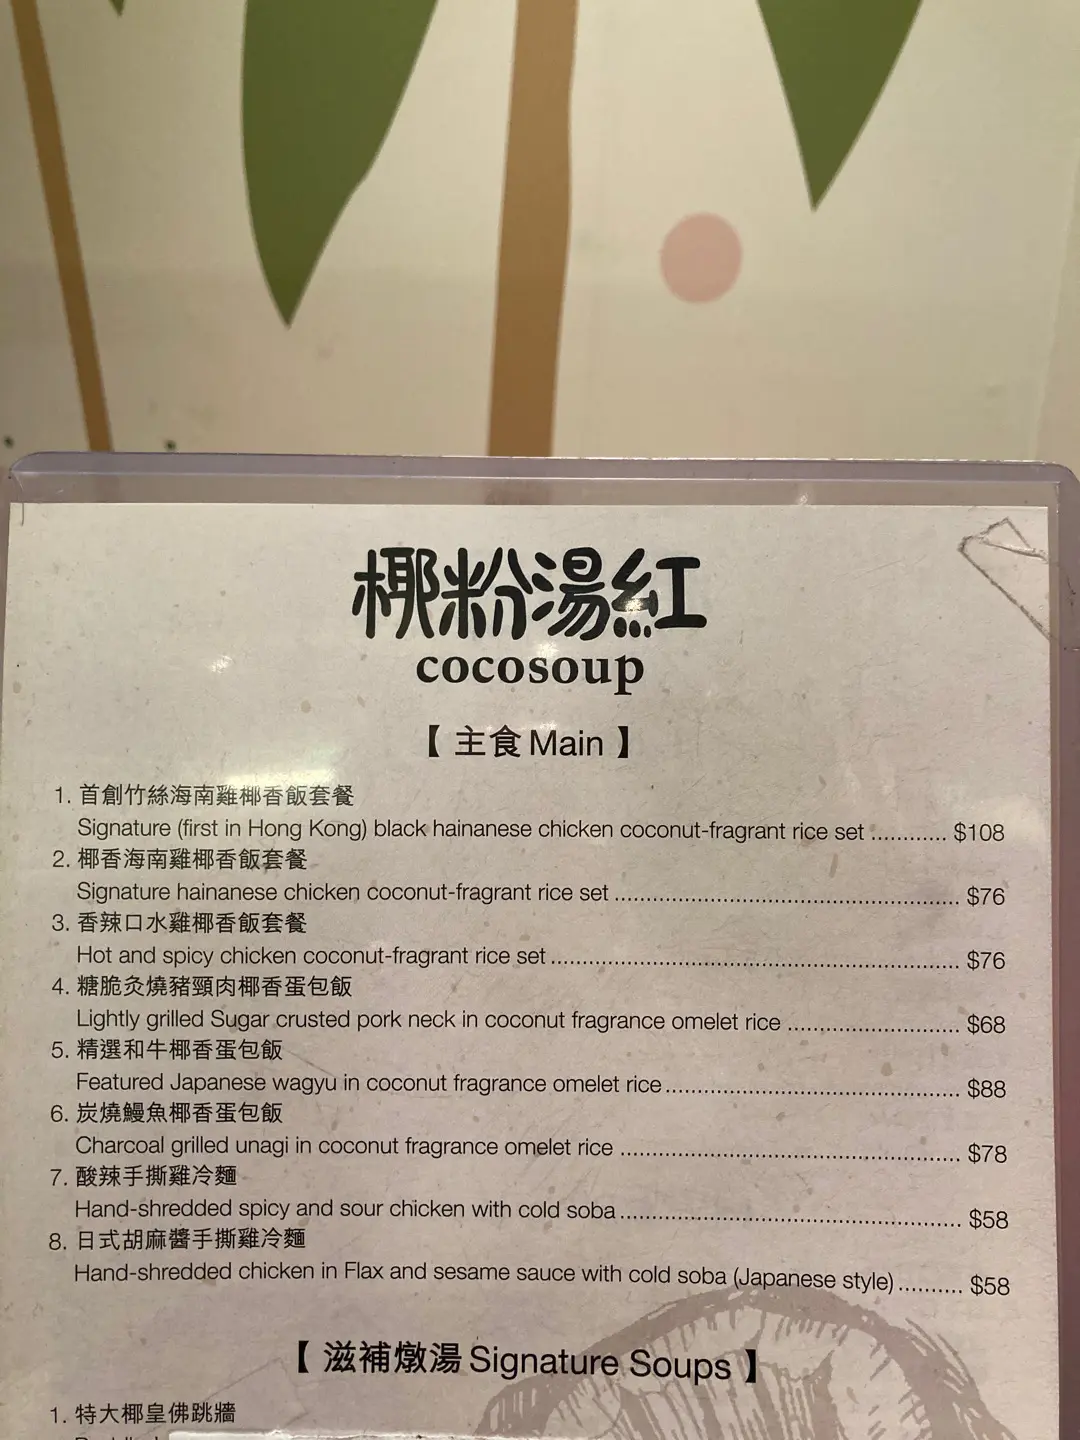 椰粉湯紅
cocosoup
【 主食 Main 】
1. 首創竹絲海南雞椰香飯套餐
Signature (first in Hong Kong) black hainanese chicken coconut-fragrant rice set ............ $108
2. 椰香海南雞椰香飯套餐
Signature hainanese chicken coconut-fragrant rice set ............ $76
3. 香辣口水雞椰香飯套餐
Hot and spicy chicken coconut-fragrant rice set ............ $76
4. 糖脆灸燒豬頸肉椰香蛋包飯
Lightly grilled Sugar crusted pork neck in coconut fragrance omelet rice ............ $68
5. 精選和牛椰香蛋包飯
Featured Japanese wagyu in coconut fragrance omelet rice ............ $88
6. 炭燒鰻魚椰香蛋包飯
Charcoal grilled unagi in coconut fragrance omelet rice ............ $78
7. 酸辣手撕雞冷麵
Hand-shredded spicy and sour chicken with cold soba ............ $58
8. 日式胡麻醬手撕雞冷麵
Hand-shredded chicken in Flax and sesame sauce with cold soba (Japanese style) .......... $58
【 滋補燉湯 Signature Soups 】
1. 特大椰皇佛跳牆